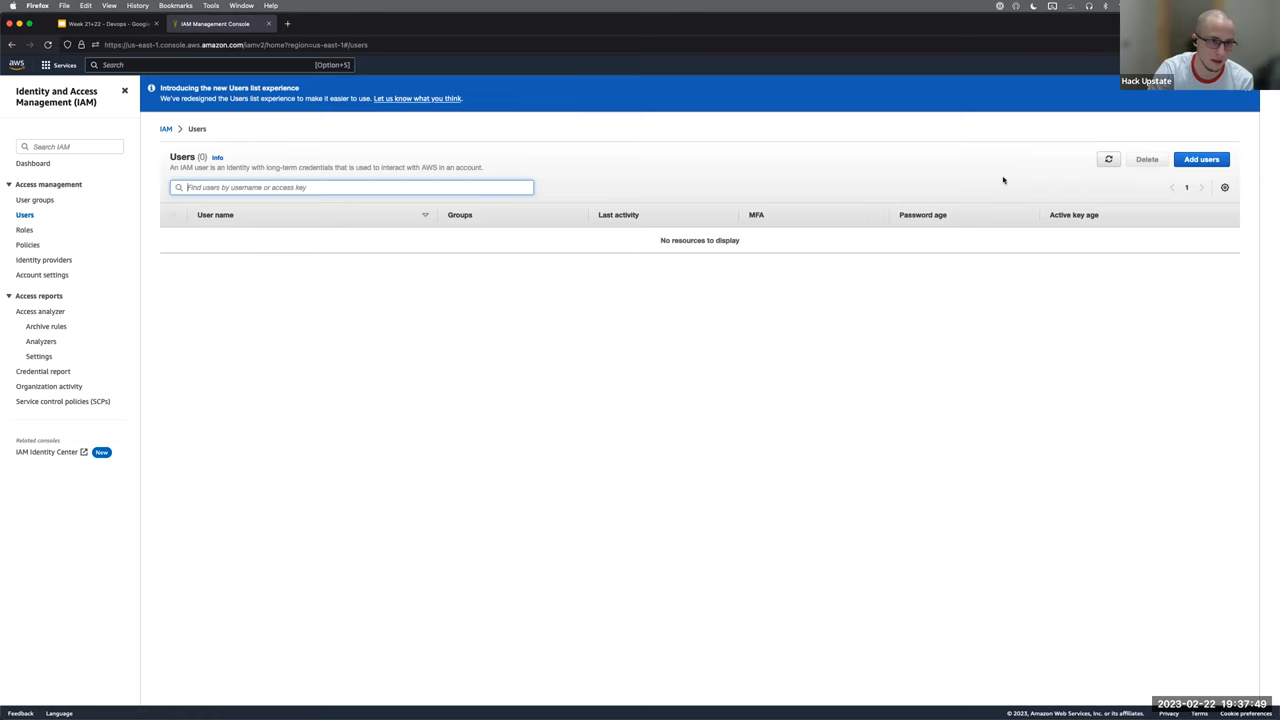 Firefox File Edit View History Bookmarks Tools Window Help
Week 21+22 - Devops - Google
IAM Management Console
https://us-east-1.console.aws.amazon.com/iamv2/home?region=us-east-1#/users
aws Services Search [Option+S]
Hack Upstate
Identity and Access Management (IAM)
Search IAM
Dashboard
Access management
User groups
Users
Roles
Policies
Identity providers
Account settings
Access reports
Access analyzer
Archive rules
Analyzers
Settings
Credential report
Organization activity
Service control policies (SCPs)
Related consoles
IAM Identity Center New
Introducing the new Users list experience
We've redesigned the Users list experience to make it easier to use. Let us know what you think.
IAM > Users
Users (0) Info
An IAM user is an identity with long-term credentials that is used to interact with AWS in an account.
Delete Add users
Find users by username or access key
1
User name Groups Last activity MFA Password age Active key age
No resources to display
2023-02-22 19:37:49
Feedback Language © 2023, Amazon Web Services, Inc. or its affiliates. Privacy Terms Cookie preferences